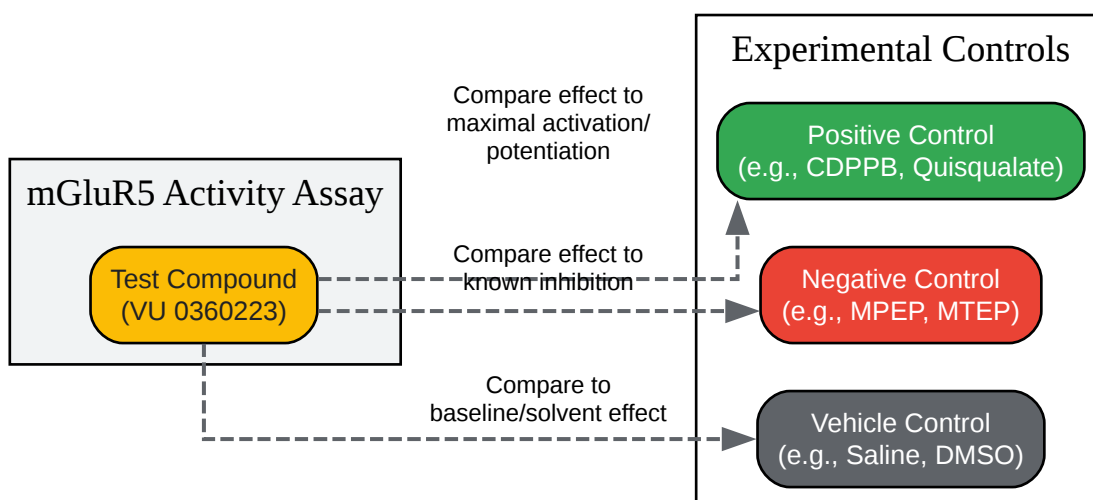 Experimental Controls
Compare effect to
maximal activation/
potentiation
Positive Control
(e.g., CDPPB, Quisqualate)
mGluR5 Activity Assay
Test Compound
(VU 0360223)
Compare effect to
known inhibition
Negative Control
(e.g., MPEP, MTEP)
Compare to
baseline/solvent effect
Vehicle Control
(e.g., Saline, DMSO)